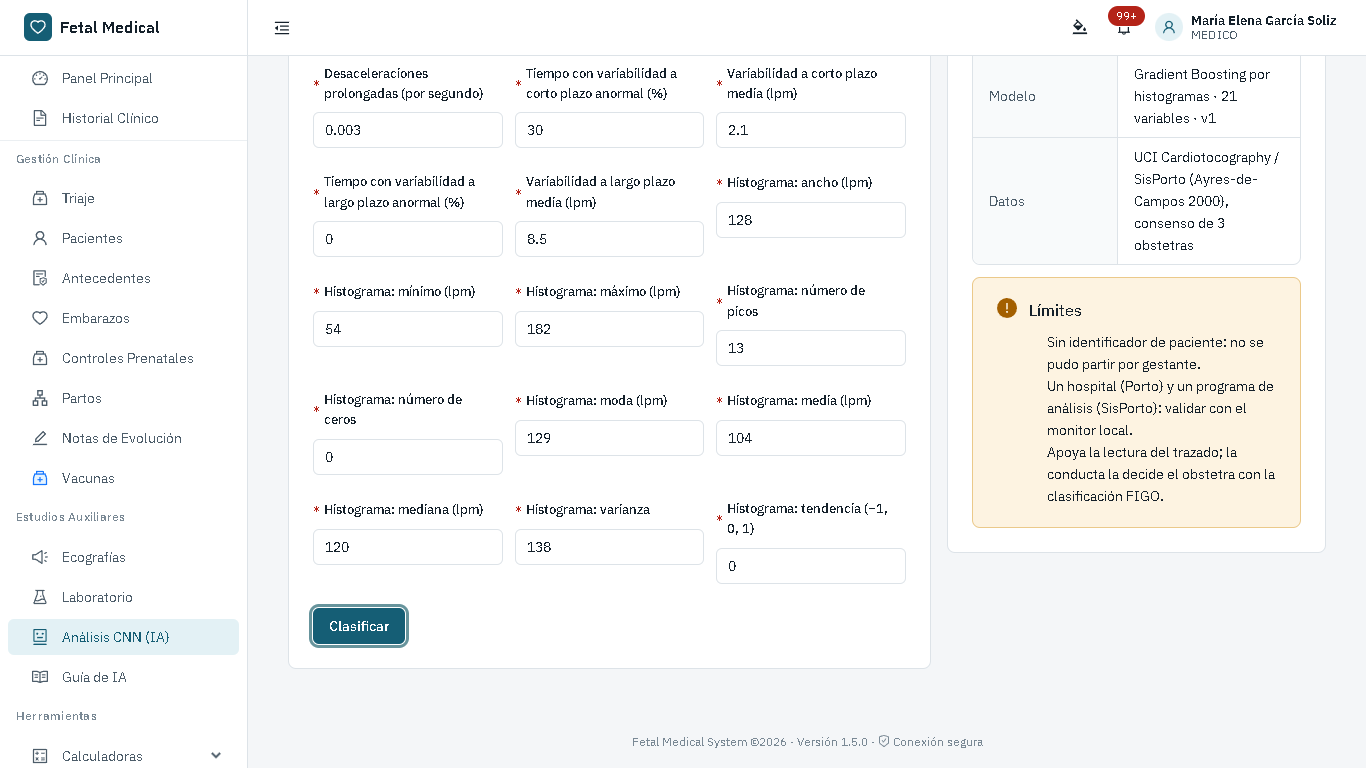 Fetal Medical
99+
María Elena García Soliz
MEDICO
Panel Principal
Historial Clínico
Gestión Clínica
Triaje
Pacientes
Antecedentes
Embarazos
Controles Prenatales
Partos
Notas de Evolución
Vacunas
Estudios Auxiliares
Ecografías
Laboratorio
Análisis CNN (IA)
Guía de IA
Herramientas
Calculadoras
* Desaceleraciones
prolongadas (por segundo)
0.003
* Tiempo con variabilidad a
corto plazo anormal (%)
30
* Variabilidad a corto plazo
media (lpm)
2.1
* Tiempo con variabilidad a
largo plazo anormal (%)
0
* Variabilidad a largo plazo
media (lpm)
8.5
* Histograma: ancho (lpm)
128
* Histograma: mínimo (lpm)
54
* Histograma: máximo (lpm)
182
* Histograma: número de
picos
13
* Histograma: número de
ceros
0
* Histograma: moda (lpm)
129
* Histograma: media (lpm)
104
* Histograma: mediana (lpm)
120
* Histograma: varianza
138
* Histograma: tendencia (−1,
0, 1)
0
Clasificar
Modelo
Gradient Boosting por
histogramas · 21
variables · v1
Datos
UCI Cardiotocography /
SisPorto (Ayres-de-
Campos 2000),
consenso de 3
obstetras
Límites
Sin identificador de paciente: no se
pudo partir por gestante.
Un hospital (Porto) y un programa de
análisis (SisPorto): validar con el
monitor local.
Apoya la lectura del trazado; la
conducta la decide el obstetra con la
clasificación FIGO.
Fetal Medical System ©2026 · Versión 1.5.0 · Conexión segura